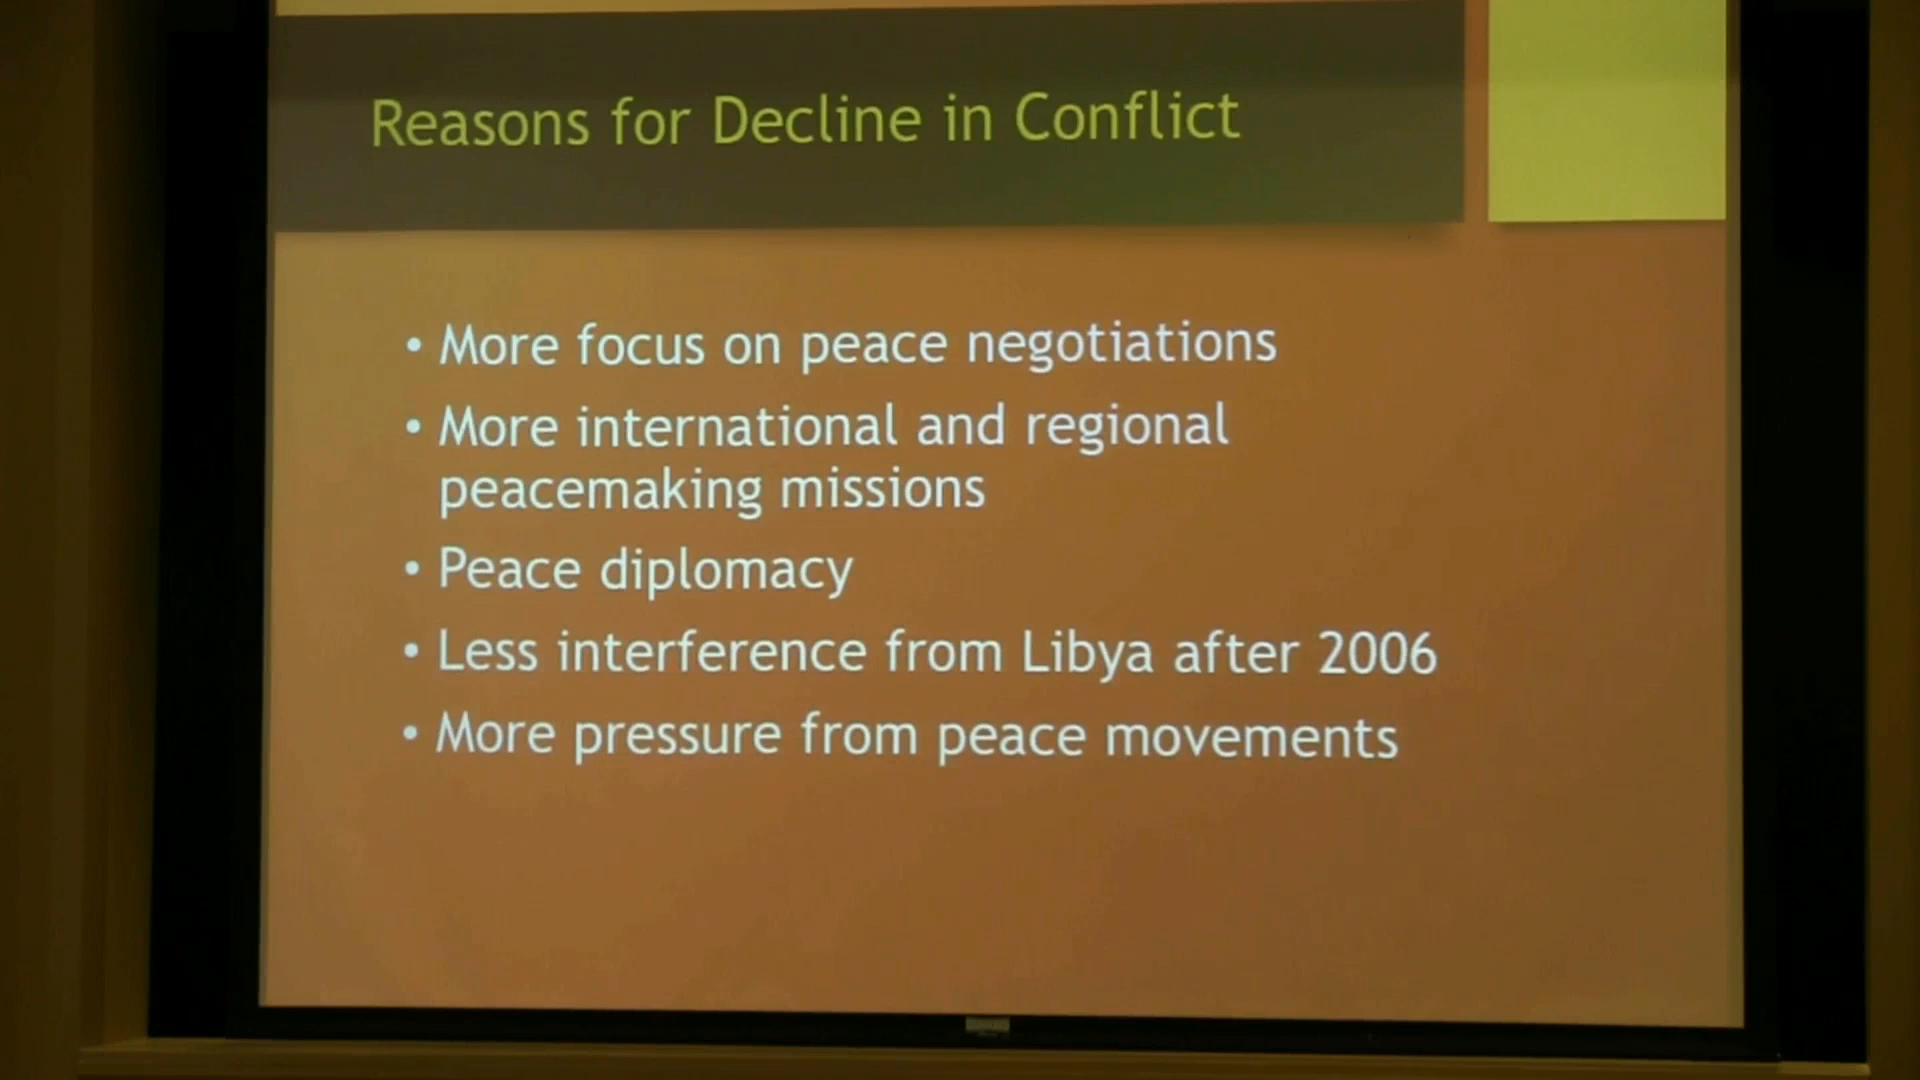 Reasons for Decline in Conflict
• More focus on peace negotiations
• More international and regional
peacemaking missions
• Peace diplomacy
• Less interference from Libya after 2006
• More pressure from peace movements